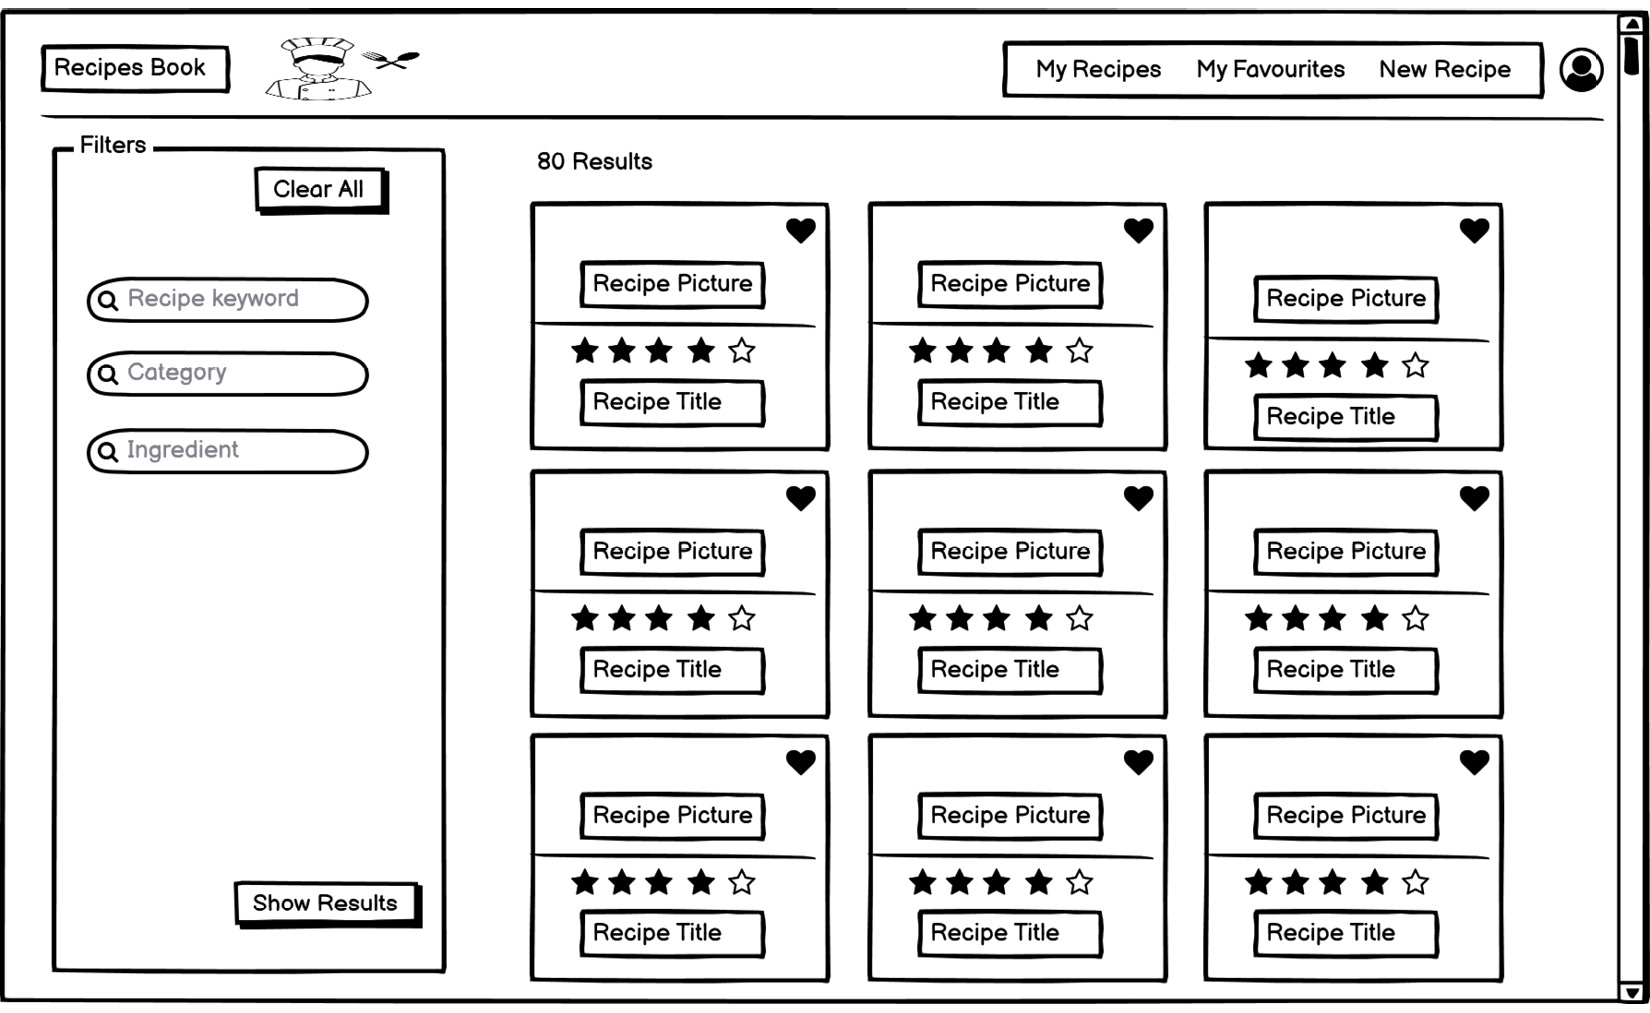 Recipes Book
My Recipes My Favourites New Recipe
Filters
Clear All
Recipe keyword
Category
Ingredient
Show Results
80 Results
Recipe Picture
Recipe Title
Recipe Picture
Recipe Title
Recipe Picture
Recipe Title
Recipe Picture
Recipe Title
Recipe Picture
Recipe Title
Recipe Picture
Recipe Title
Recipe Picture
Recipe Title
Recipe Picture
Recipe Title
Recipe Picture
Recipe Title